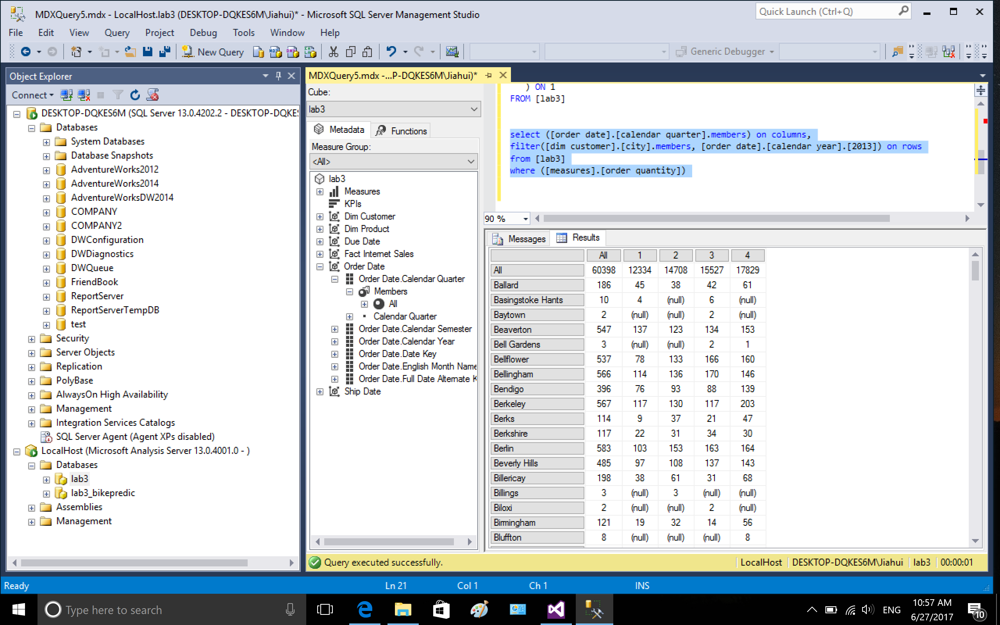 MDXQuery5.mdx - LocalHost.lab3 (DESKTOP-DQKES6M\Jiahui)* - Microsoft SQL Server Management Studio
Quick Launch (Ctrl+Q)
File Edit View Query Project Debug Tools Window Help
New Query
Generic Debugger
Object Explorer
Connect
DESKTOP-DQKES6M (SQL Server 13.0.4202.2 - DESKTOP-DQKES
Databases
System Databases
Database Snapshots
AdventureWorks2012
AdventureWorks2014
AdventureWorksDW2014
COMPANY
COMPANY2
DWConfiguration
DWDiagnostics
DWQueue
FriendBook
ReportServer
ReportServerTempDB
test
Security
Server Objects
Replication
PolyBase
AlwaysOn High Availability
Management
Integration Services Catalogs
SQL Server Agent (Agent XPs disabled)
LocalHost (Microsoft Analysis Server 13.0.4001.0 - )
Databases
lab3
lab3_bikepredic
Assemblies
Management
MDXQuery5.mdx -...P-DQKES6M\Jiahui)*
Cube:
lab3
Metadata Functions
Measure Group:
<All>
lab3
Measures
KPIs
Dim Customer
Dim Product
Due Date
Fact Internet Sales
Order Date
Order Date.Calendar Quarter
Members
All
Calendar Quarter
Order Date.Calendar Semester
Order Date.Calendar Year
Order Date.Date Key
Order Date.English Month Name
Order Date.Full Date Alternate K
Ship Date
) ON 1
FROM [lab3]
select ([order date].[calendar quarter].members) on columns,
filter([dim customer].[city].members, [order date].[calendar year].[2013]) on rows
from [lab3]
where ([measures].[order quantity])
90 %
Messages Results
All 1 2 3 4
All 60398 12334 14708 15527 17829
Ballard 186 45 38 42 61
Basingstoke Hants 10 4 (null) 6 (null)
Baytown 2 (null) (null) 2 (null)
Beaverton 547 137 123 134 153
Bell Gardens 3 (null) (null) 2 1
Bellflower 537 78 133 166 160
Bellingham 566 114 136 170 146
Bendigo 396 76 93 88 139
Berkeley 567 117 130 117 203
Berks 114 9 37 21 47
Berkshire 117 22 31 34 30
Berlin 583 103 153 163 164
Beverly Hills 485 97 108 137 143
Billericay 198 38 61 31 68
Billings 3 (null) 3 (null) (null)
Biloxi 2 (null) (null) 2 (null)
Birmingham 121 19 32 14 56
Bluffton 8 (null) (null) (null) 8
Query executed successfully.
LocalHost DESKTOP-DQKES6M\Jiahui lab3 00:00:01
Ready Ln 21 Col 1 Ch 1 INS
Type here to search
ENG
10:57 AM
6/27/2017
10